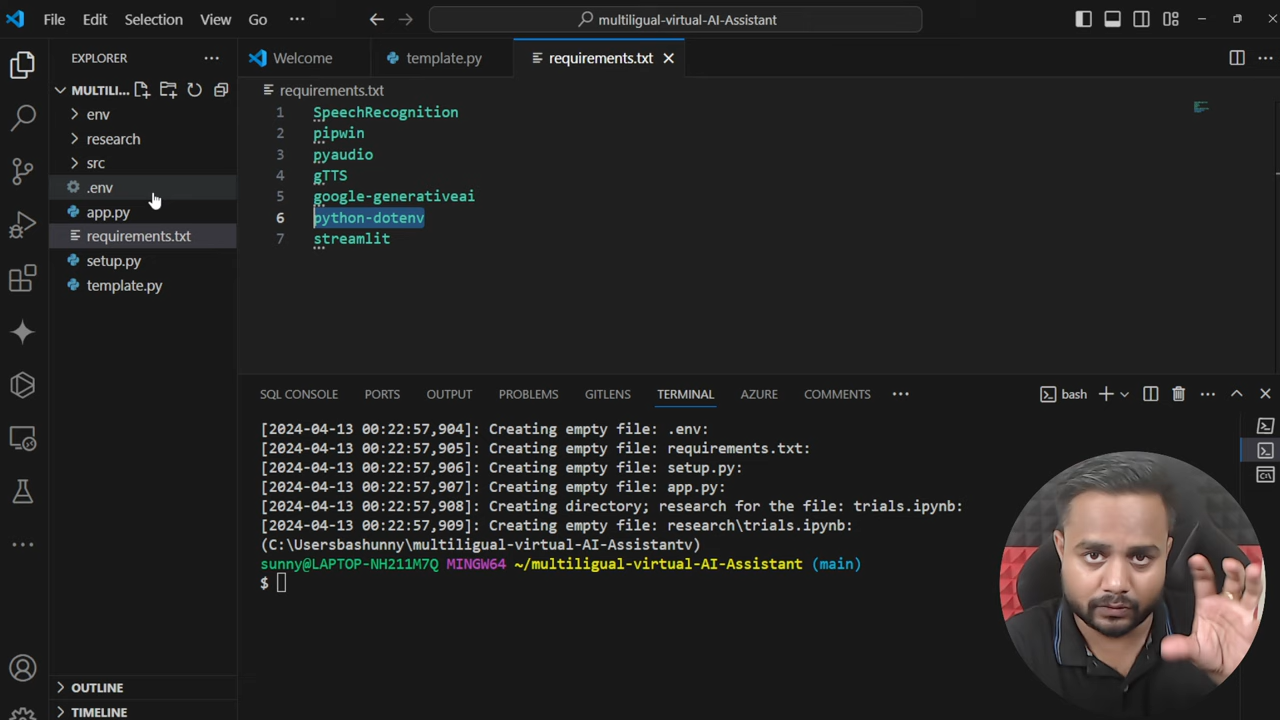 File Edit Selection View Go ···
multiligual-virtual-AI-Assistant
EXPLORER ···
MULTILI...
env
research
src
.env
app.py
requirements.txt
setup.py
template.py
OUTLINE
TIMELINE
Welcome template.py requirements.txt
requirements.txt
1 SpeechRecognition
2 pipwin
3 pyaudio
4 gTTS
5 google-generativeai
6 python-dotenv
7 streamlit
SQL CONSOLE PORTS OUTPUT PROBLEMS GITLENS TERMINAL AZURE COMMENTS ··· bash ···
[2024-04-13 00:22:57,904]: Creating empty file: .env:
[2024-04-13 00:22:57,905]: Creating empty file: requirements.txt:
[2024-04-13 00:22:57,906]: Creating empty file: setup.py:
[2024-04-13 00:22:57,907]: Creating empty file: app.py:
[2024-04-13 00:22:57,908]: Creating directory; research for the file: trials.ipynb:
[2024-04-13 00:22:57,909]: Creating empty file: research\trials.ipynb:
(C:\Usersbashunny\multiligual-virtual-AI-Assistantv)
sunny@LAPTOP-NH211M7Q MINGW64 ~/multiligual-virtual-AI-Assistant (main)
$